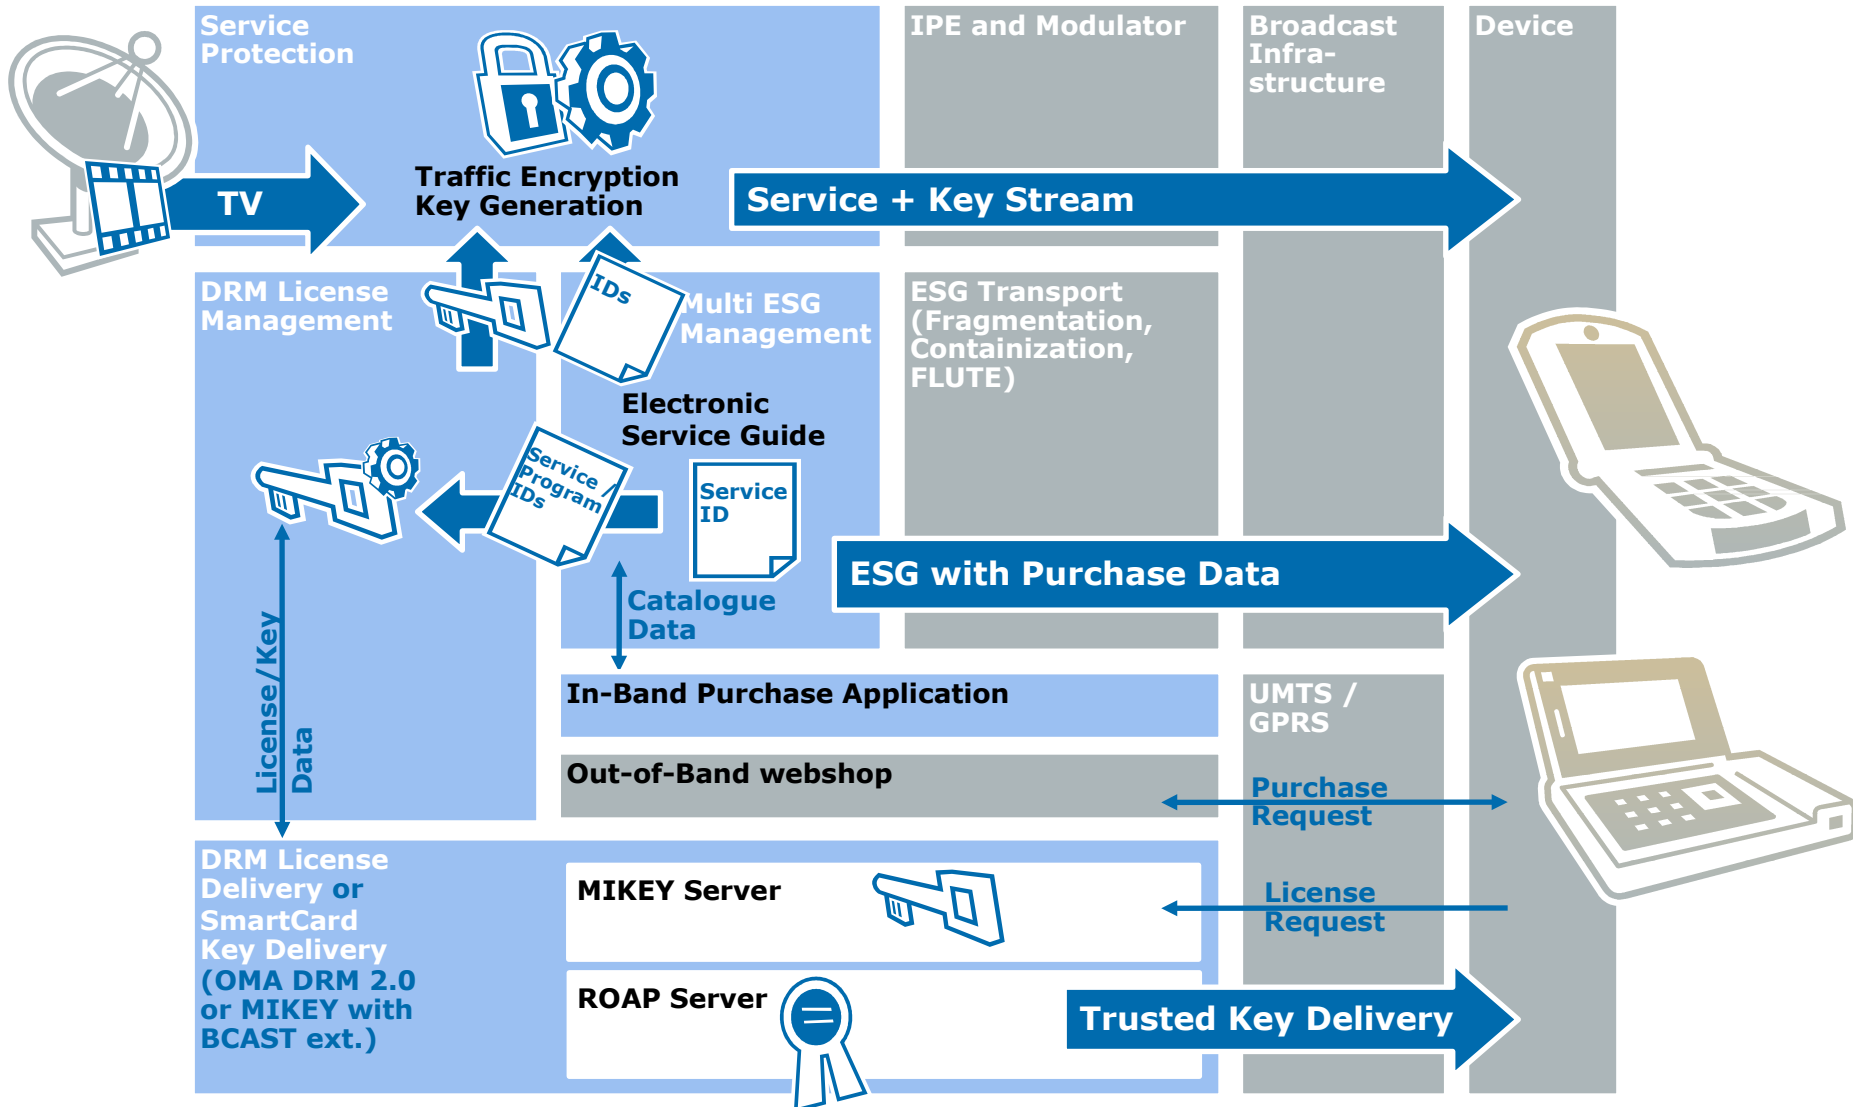 Service
Protection
IPE and Modulator
Broadcast
Infra-
structure
Device
TV
Traffic Encryption
Key Generation
Service + Key Stream
DRM License
Management
IDs
Multi ESG
Management
ESG Transport
(Fragmentation,
Containization,
FLUTE)
Electronic
Service Guide
Service /
Program
IDs
Service
ID
ESG with Purchase Data
Catalogue
Data
License/Key
Data
In-Band Purchase Application
UMTS /
GPRS
Out-of-Band webshop
Purchase
Request
DRM License
Delivery or
SmartCard
Key Delivery
(OMA DRM 2.0
or MIKEY with
BCAST ext.)
MIKEY Server
License
Request
ROAP Server
Trusted Key Delivery